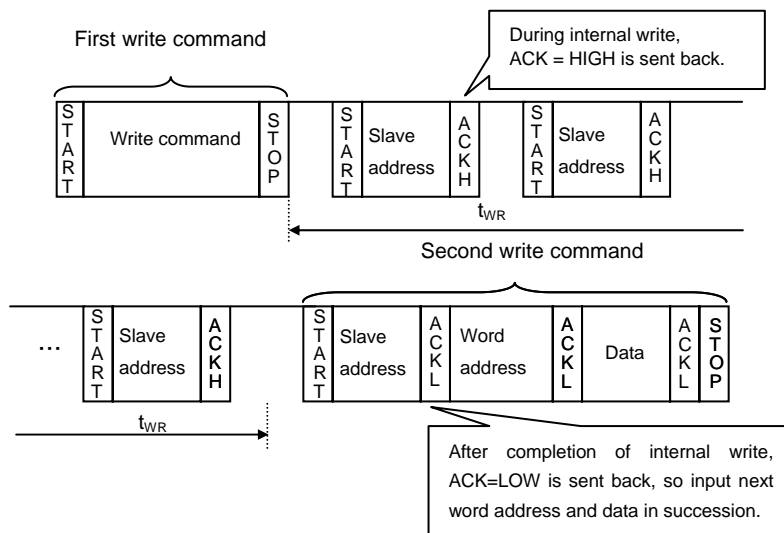 First write command
During internal write,
ACK = HIGH is sent back.
START
Write command
STOP
START
Slave
address
ACKH
START
Slave
address
ACKH
tWR
Second write command
...
START
Slave
address
ACKH
START
Slave
address
ACKL
Word
address
ACKL
Data
ACKL
STOP
tWR
After completion of internal write,
ACK=LOW is sent back, so input next
word address and data in succession.